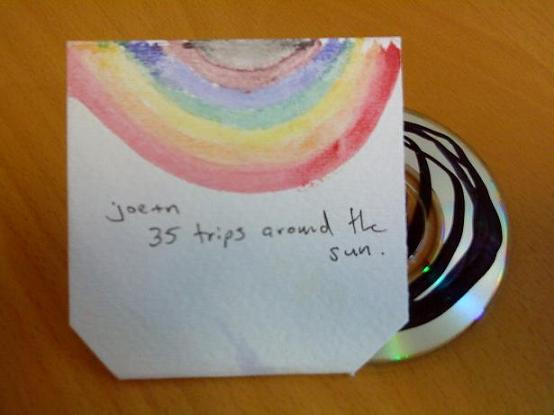 joe+n
35 trips around the
sun.